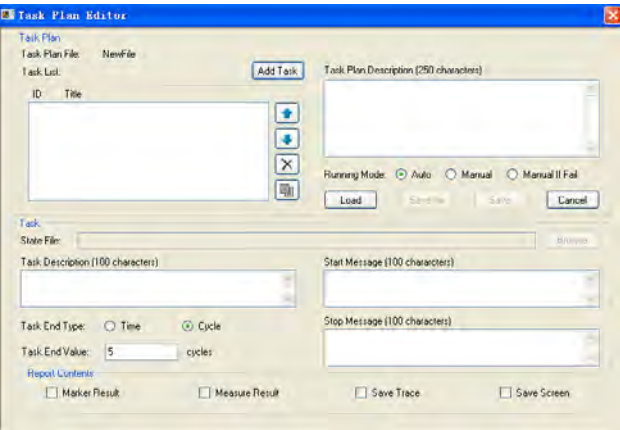 Task Plan Editor
Task Plan
Task Plan File: NewFile
Task List: Add Task
Task Plan Description (250 characters)
ID Title
Running Mode: Auto Manual Manual If Fail
Load Save As Save Cancel
Task
State File: Browse
Task Description (100 characters)
Start Message (100 characters)
Task End Type: Time Cycle
Stop Message (100 characters)
Task End Value: 5 cycles
Report Contents
Marker Result Measure Result Save Trace Save Screen